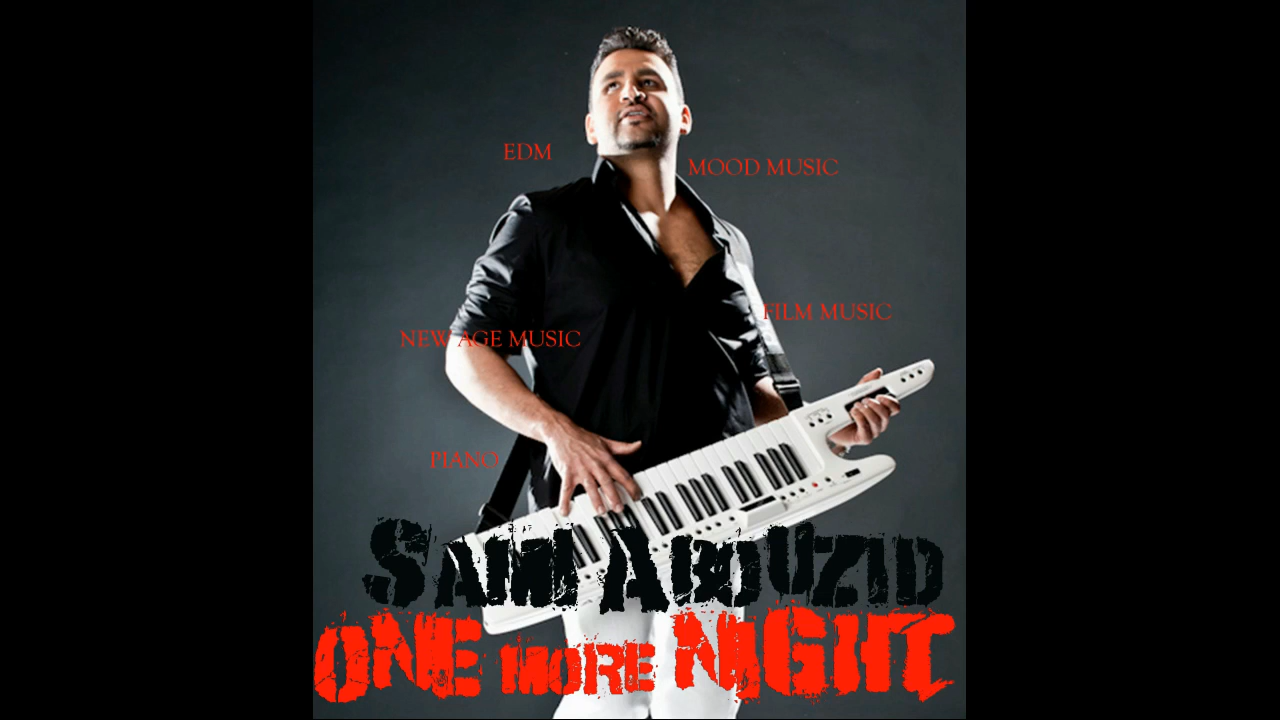 EDM
MOOD MUSIC
FILM MUSIC
NEW AGE MUSIC
PIANO
SAMI ABOUZID
ONE MORE NIGHT